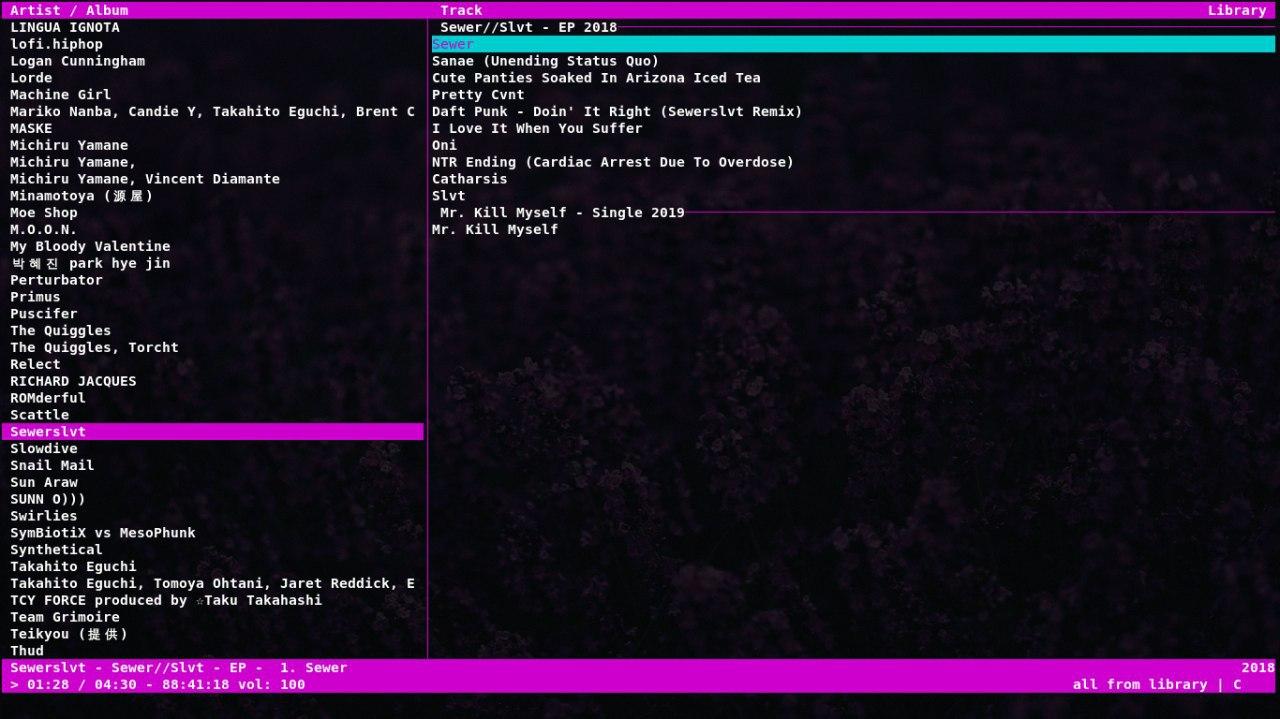 Artist / Album
LINGUA IGNOTA
lofi.hiphop
Logan Cunningham
Lorde
Machine Girl
Mariko Nanba, Candie Y, Takahito Eguchi, Brent C
MASKE
Michiru Yamane
Michiru Yamane,
Michiru Yamane, Vincent Diamante
Minamotoya (源屋)
Moe Shop
M.O.O.N.
My Bloody Valentine
박혜진 park hye jin
Perturbator
Primus
Puscifer
The Quiggles
The Quiggles, Torcht
Relect
RICHARD JACQUES
ROMderful
Scattle
Sewerslvt
Slowdive
Snail Mail
Sun Araw
SUNN O)))
Swirlies
SymBiotiX vs MesoPhunk
Synthetical
Takahito Eguchi
Takahito Eguchi, Tomoya Ohtani, Jaret Reddick, E
TCY FORCE produced by ☆Taku Takahashi
Team Grimoire
Teikyou (提供)
Thud
Track
Library
Sewer//Slvt - EP 2018
Sewer
Sanae (Unending Status Quo)
Cute Panties Soaked In Arizona Iced Tea
Pretty Cvnt
Daft Punk - Doin' It Right (Sewerslvt Remix)
I Love It When You Suffer
Oni
NTR Ending (Cardiac Arrest Due To Overdose)
Catharsis
Slvt
Mr. Kill Myself - Single 2019
Mr. Kill Myself
Sewerslvt - Sewer//Slvt - EP -  1. Sewer
2018
> 01:28 / 04:30 - 88:41:18 vol: 100
all from library | C